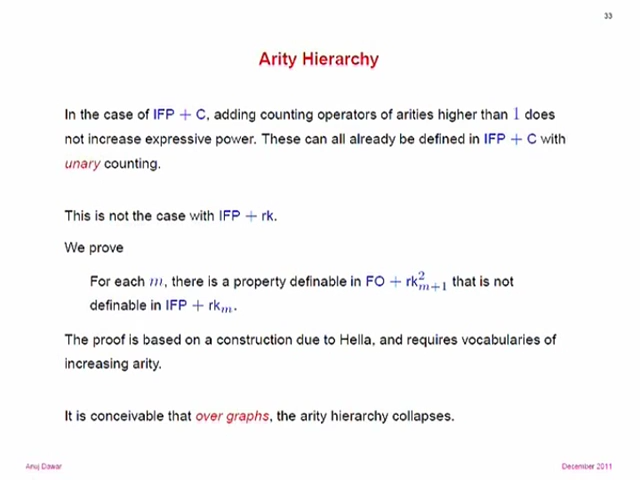 33
Arity Hierarchy
In the case of IFP + C, adding counting operators of arities higher than 1 does
not increase expressive power. These can all already be defined in IFP + C with
unary counting.
This is not the case with IFP + rk.
We prove
For each m, there is a property definable in FO + rk²ₘ₊₁ that is not
definable in IFP + rkₘ.
The proof is based on a construction due to Hella, and requires vocabularies of
increasing arity.
It is conceivable that over graphs, the arity hierarchy collapses.
Anuj Dawar
December 2011